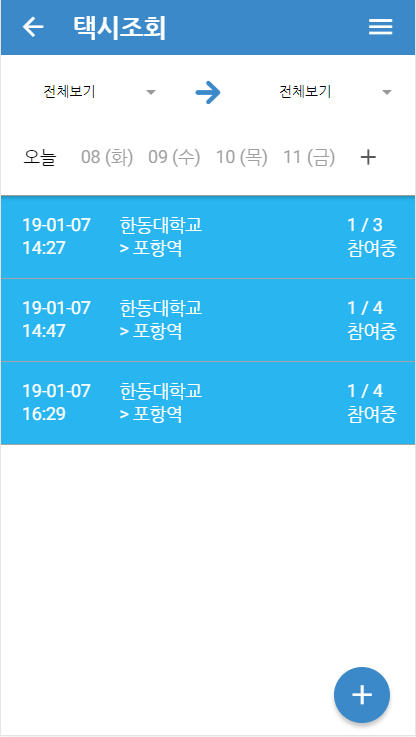 택시조회
전체보기 전체보기
오늘 08 (화) 09 (수) 10 (목) 11 (금) +
19-01-07 한동대학교 1 / 3
14:27 > 포항역 참여중
19-01-07 한동대학교 1 / 4
14:47 > 포항역 참여중
19-01-07 한동대학교 1 / 4
16:29 > 포항역 참여중
+